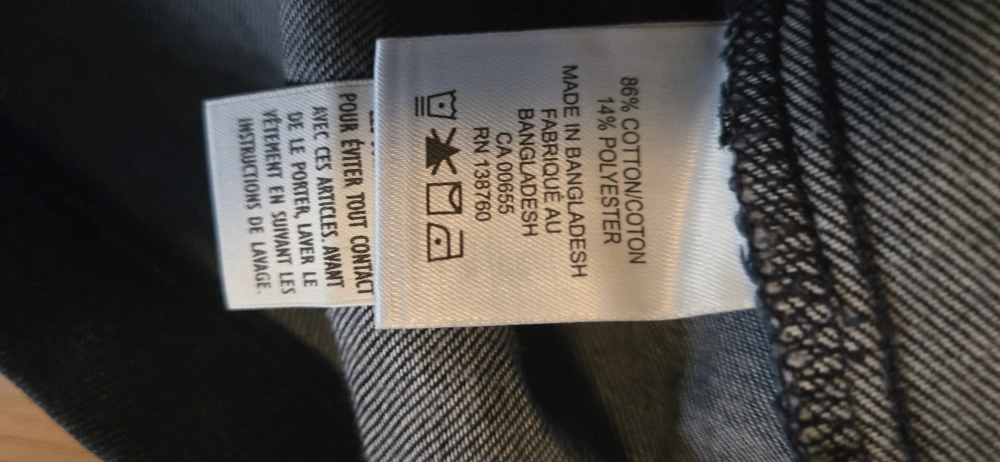 86% COTTON/COTON
14% POLYESTER
MADE IN BANGLADESH
FABRIQUÉ AU
BANGLADESH
CA 00655
RN 138760
POUR ÉVITER TOUT CONTACT
AVEC CES ARTICLES. AVANT
DE LE PORTER, LAVER LE
VÊTEMENT EN SUIVANT LES
INSTRUCTIONS DE LAVAGE.